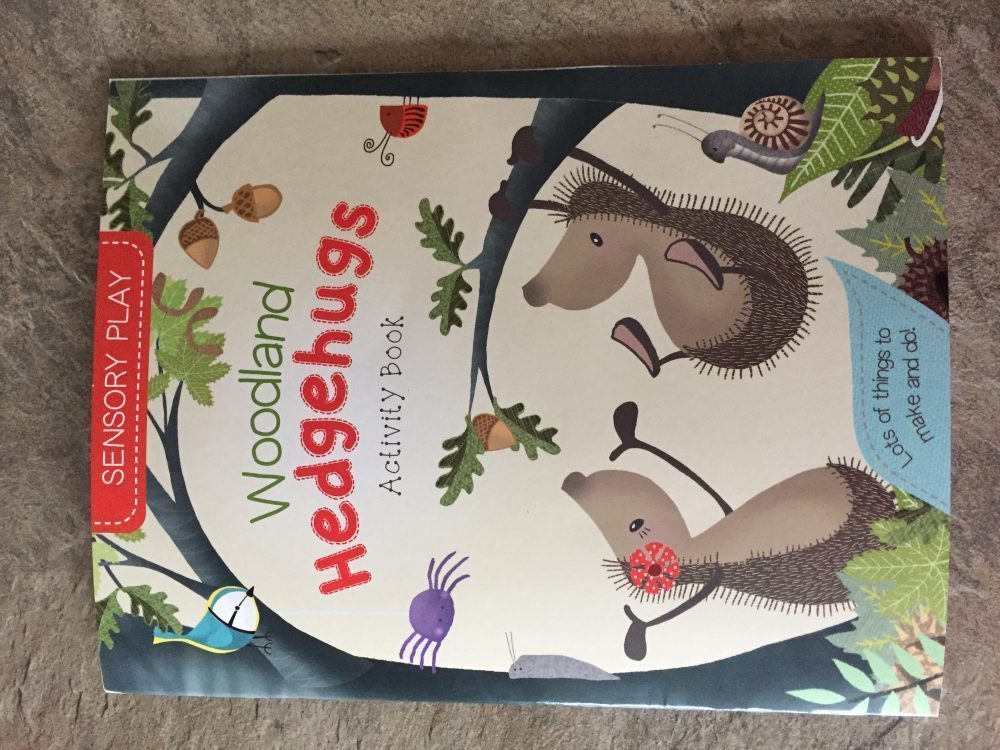 SENSORY PLAY
Woodland
Hedgehugs
Activity Book
Lots of things to
make and do!